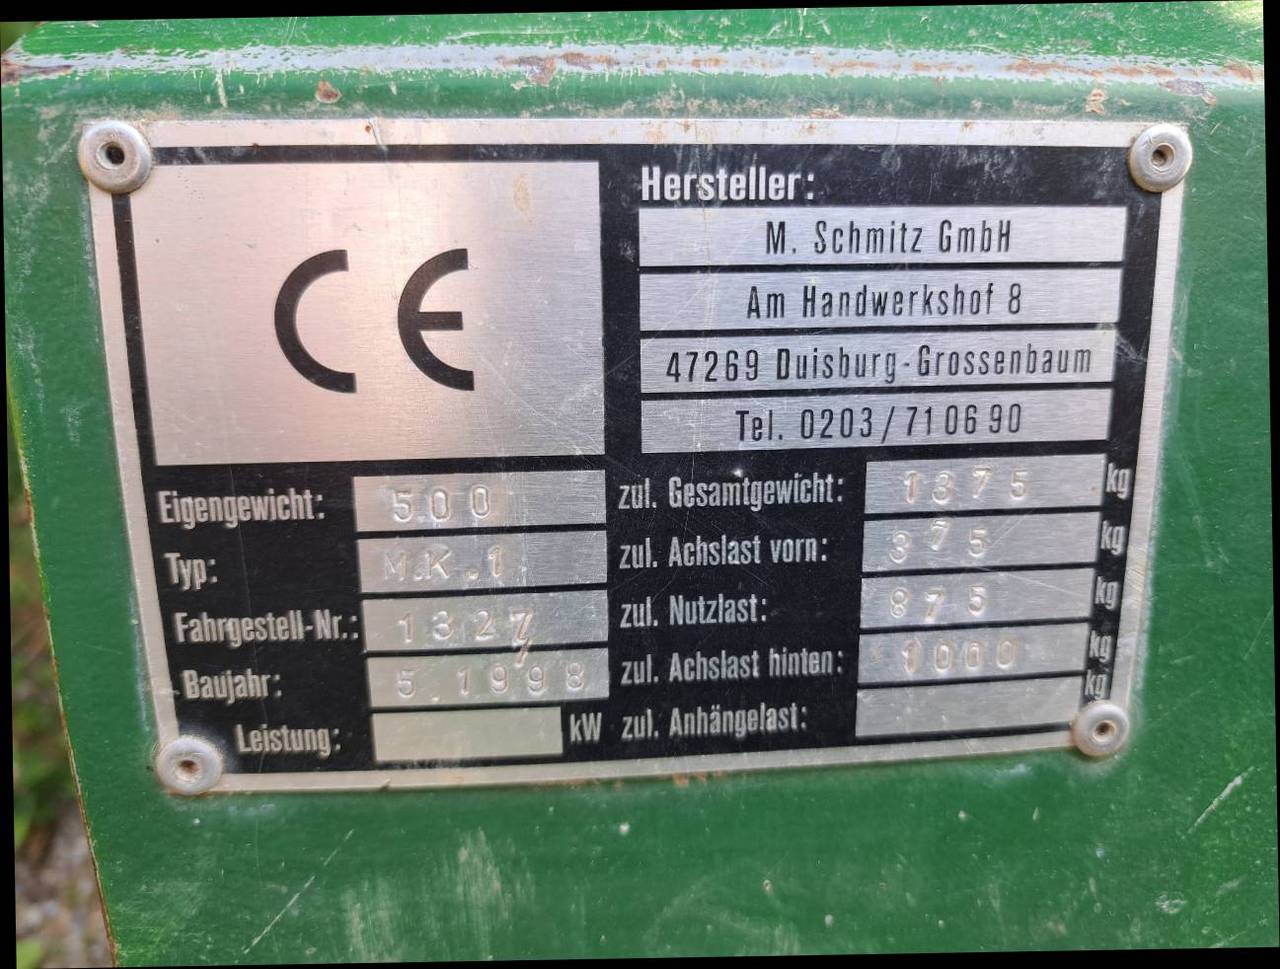 CE
Hersteller:
M. Schmitz GmbH
Am Handwerkshof 8
47269 Duisburg-Grossenbaum
Tel. 0203/710690
Eigengewicht: 500
zul. Gesamtgewicht: 1375 kg
Typ: M.K.1
zul. Achslast vorn: 375 kg
Fahrgestell-Nr.: 1327
zul. Nutzlast: 875 kg
Baujahr: 5.1998
zul. Achslast hinten: 1000 kg
Leistung: kW
zul. Anhängelast: kg